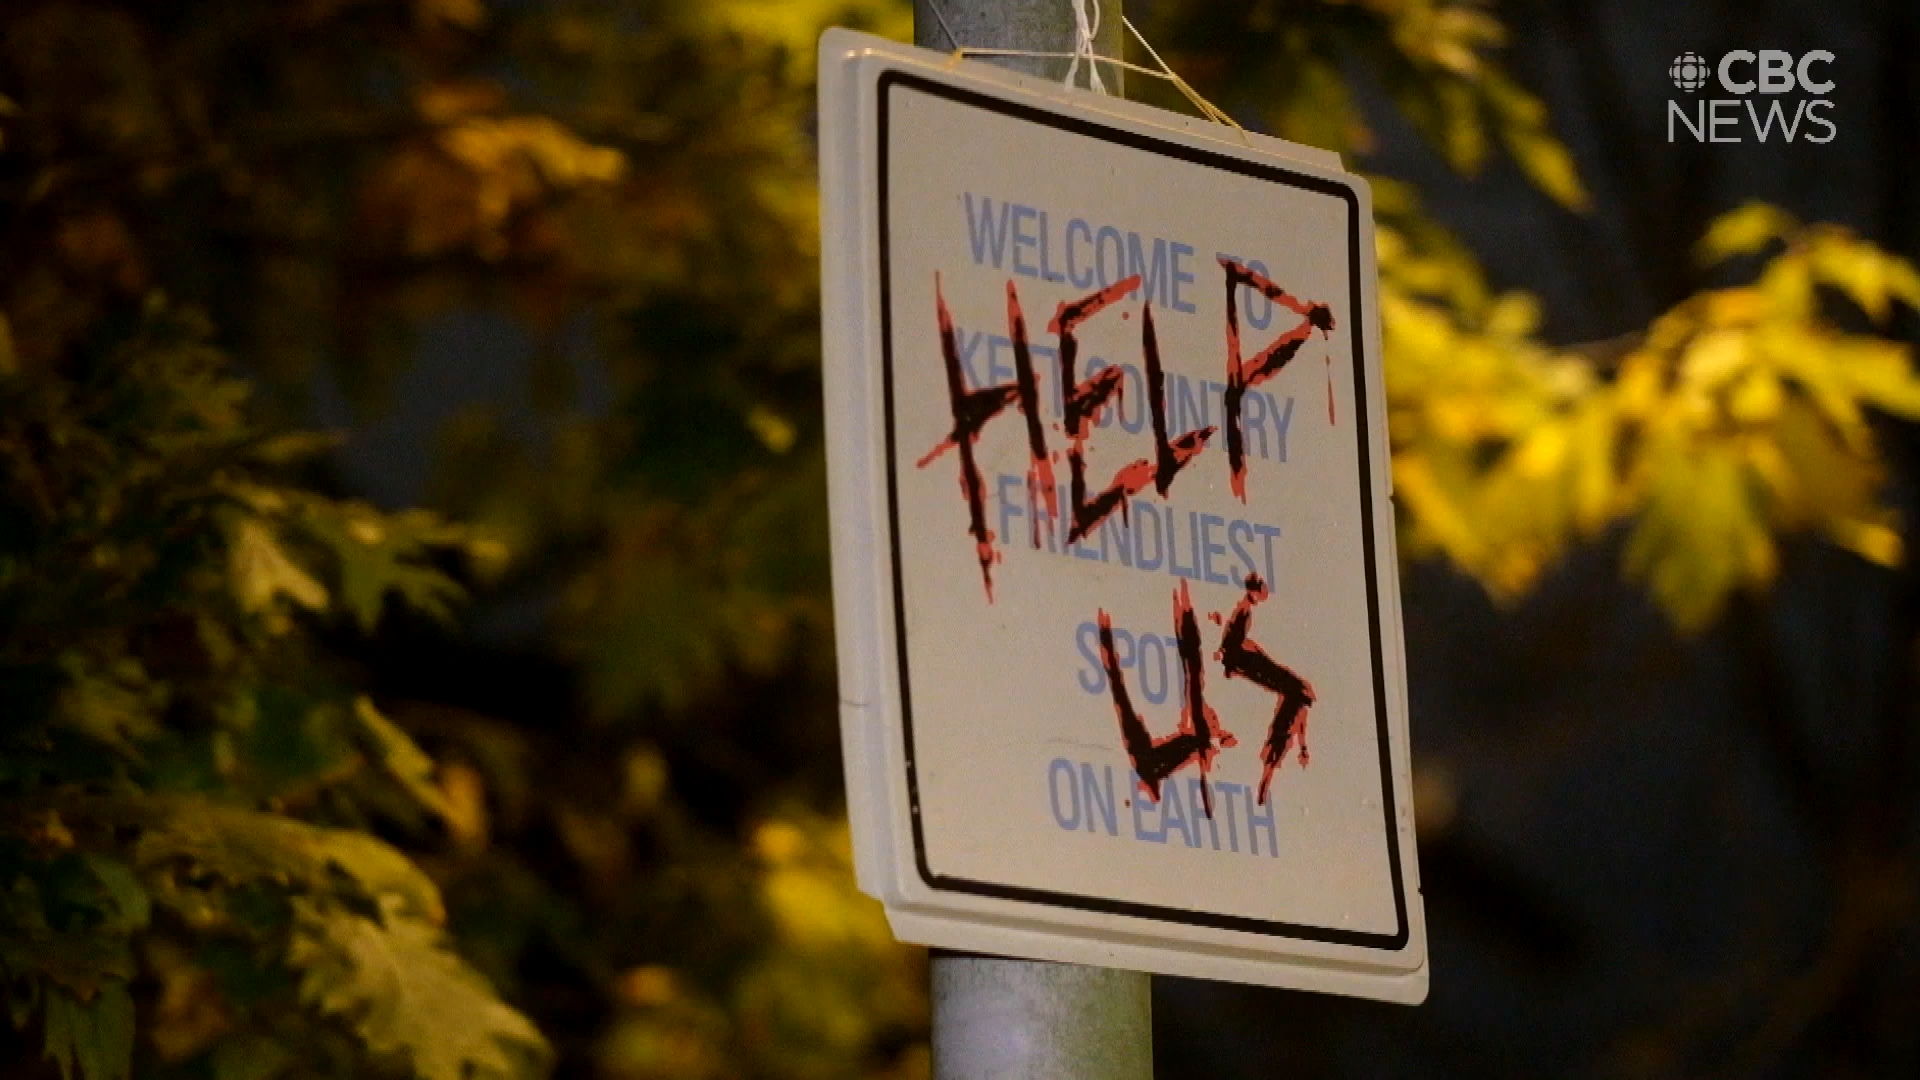 CBC
NEWS
WELCOME TO
HELP
COUNTRY
FRIENDLIEST
US
SPOT
ON EARTH